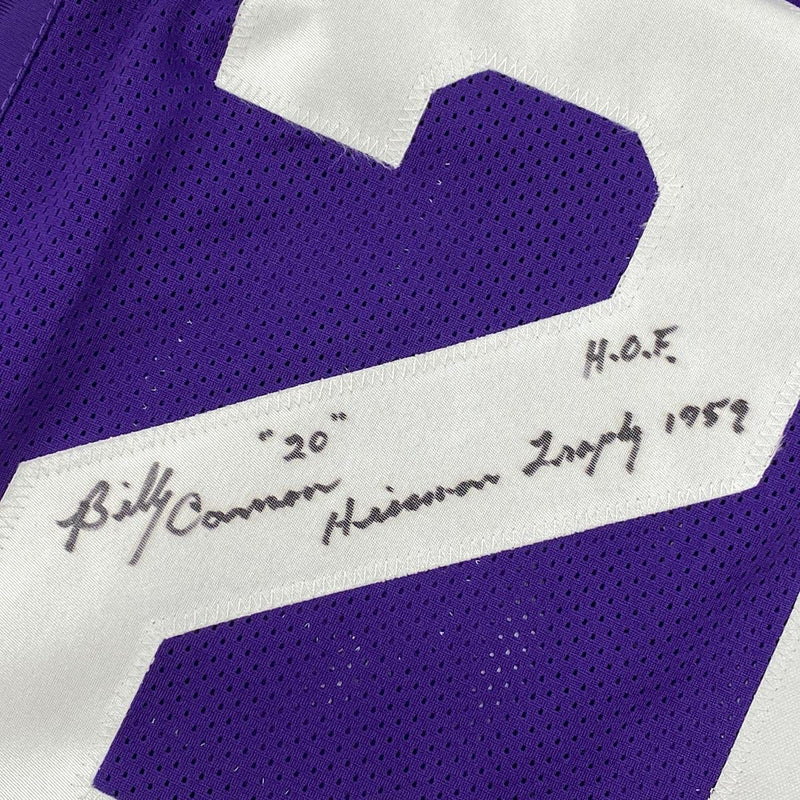 H.O.F.
"20"
Billy Cannon Heisman Trophy 1959